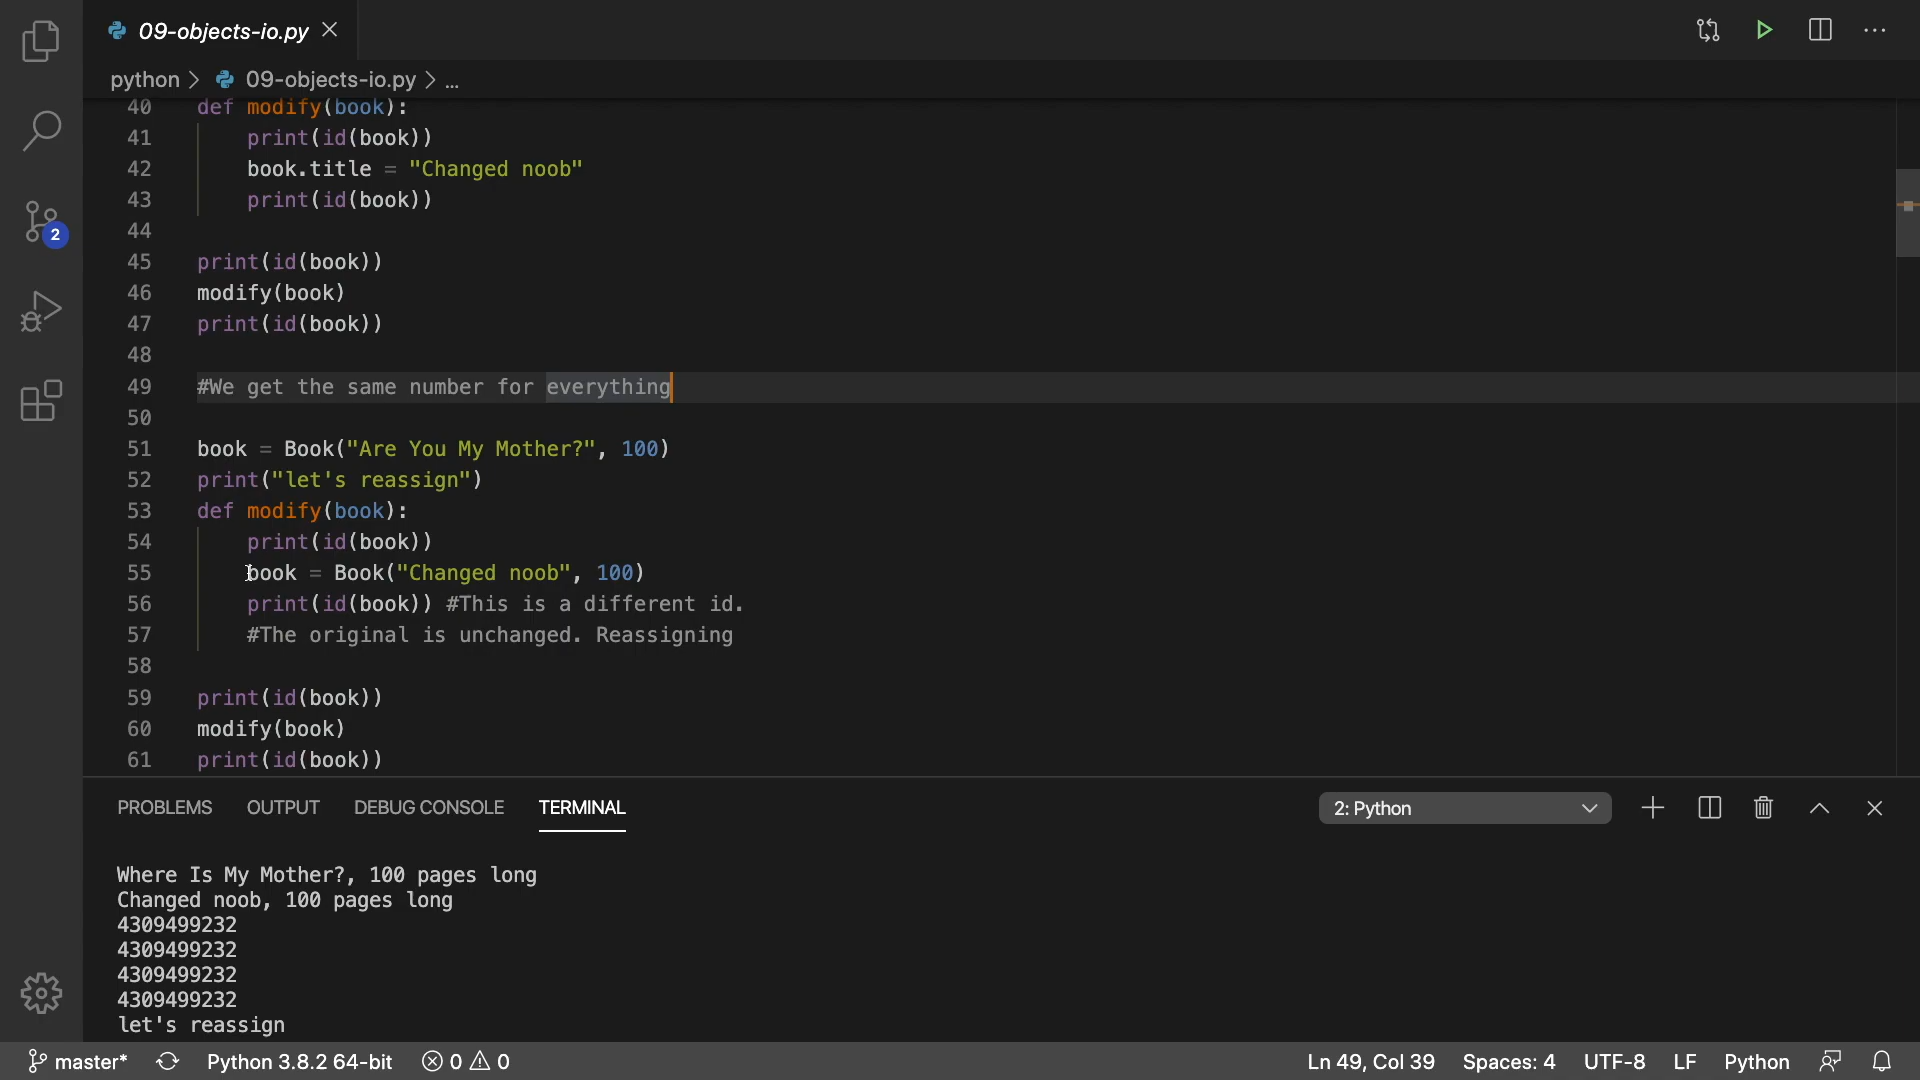 09-objects-io.py
python > 09-objects-io.py > ...
40 def modify(book):
41 print(id(book))
42 book.title = "Changed noob"
43 print(id(book))
44
45 print(id(book))
46 modify(book)
47 print(id(book))
48
49 #We get the same number for everything
50
51 book = Book("Are You My Mother?", 100)
52 print("let's reassign")
53 def modify(book):
54 print(id(book))
55 book = Book("Changed noob", 100)
56 print(id(book)) #This is a different id.
57 #The original is unchanged. Reassigning
58
59 print(id(book))
60 modify(book)
61 print(id(book))
2
PROBLEMS OUTPUT DEBUG CONSOLE TERMINAL 2: Python
Where Is My Mother?, 100 pages long
Changed noob, 100 pages long
4309499232
4309499232
4309499232
4309499232
let's reassign
master* Python 3.8.2 64-bit 0 0 Ln 49, Col 39 Spaces: 4 UTF-8 LF Python